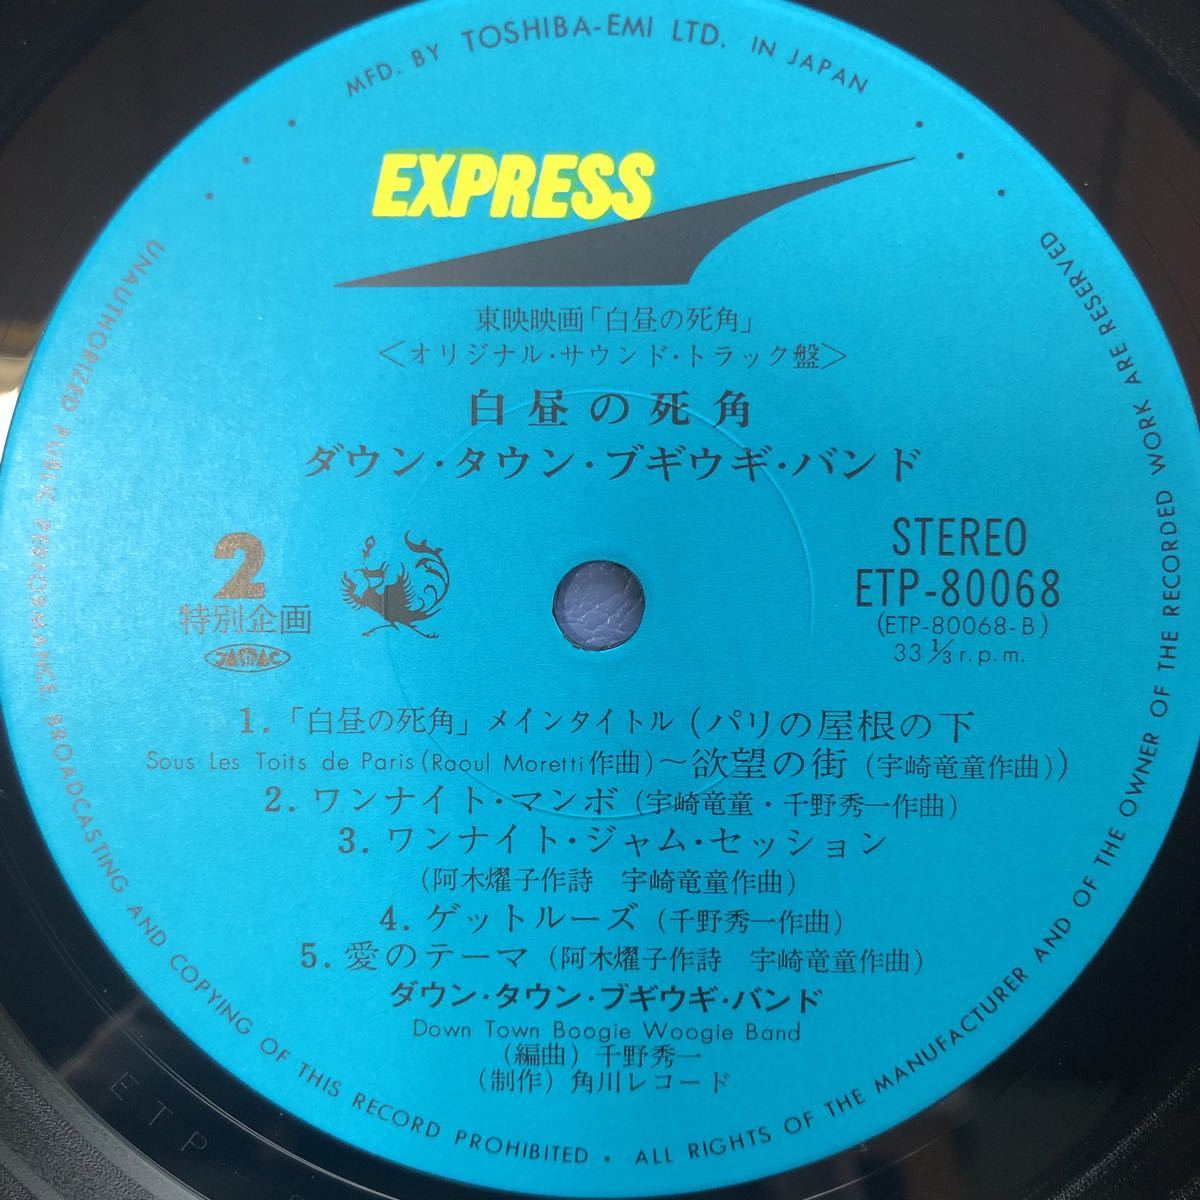 MFD. BY TOSHIBA-EMI LTD. IN JAPAN
EXPRESS
東映映画「白昼の死角」
＜オリジナル・サウンド・トラック盤＞
白昼の死角
ダウン・タウン・ブギウギ・バンド
2
特別企画
JASRAC
STEREO
ETP-80068
(ETP-80068-B)
33 1/3 r.p.m.
1.「白昼の死角」メインタイトル (パリの屋根の下
Sous Les Toits de Paris (Raoul Moretti作曲)〜欲望の街 (宇崎竜童作曲))
2. ワンナイト・マンボ (宇崎竜童・千野秀一作曲)
3. ワンナイト・ジャム・セッション
(阿木燿子作詩 宇崎竜童作曲)
4. ゲットルーズ (千野秀一作曲)
5. 愛のテーマ (阿木燿子作詩 宇崎竜童作曲)
ダウン・タウン・ブギウギ・バンド
Down Town Boogie Woogie Band
(編曲) 千野秀一
(制作) 角川レコード
UNAUTHORIZED PUBLIC PERFORMANCE, BROADCASTING AND COPYING OF THIS RECORD PROHIBITED • ALL RIGHTS OF THE MANUFACTURER AND OF THE OWNER OF THE RECORDED WORK ARE RESERVED
ETP